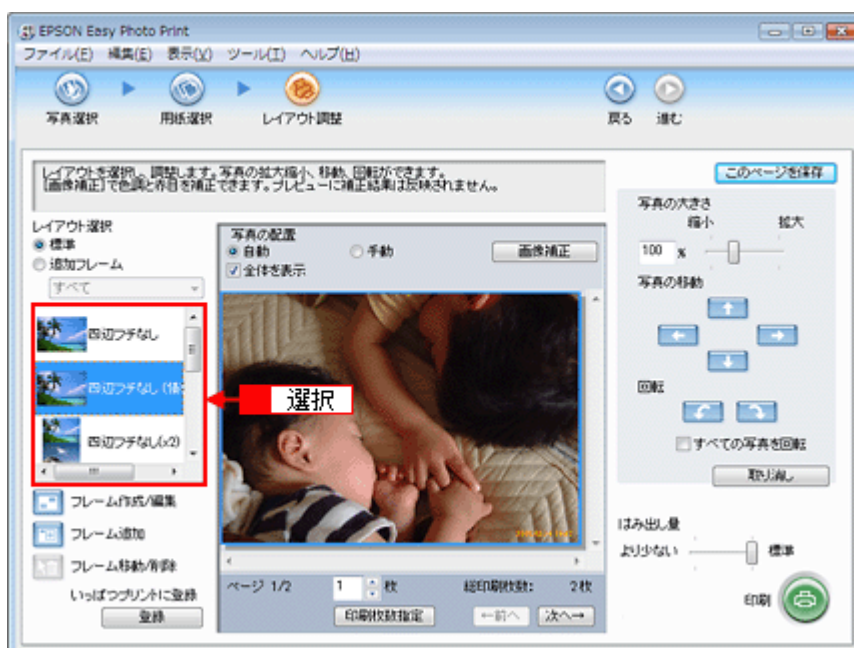 EPSON Easy Photo Print
ファイル(F) 編集(E) 表示(V) ツール(T) ヘルプ(H)
写真選択 用紙選択 レイアウト調整 戻る 進む
レイアウトを選択し、調整します。写真の拡大縮小、移動、回転ができます。
[画像補正]で色調と赤目を補正できます。プレビューに補正結果は反映されません。
このページを保存
レイアウト選択
標準
追加フレーム
すべて
四辺フチなし
四辺フチなし
四辺フチなし(x2)
選択
フレーム作成/編集
フレーム追加
フレーム移動/削除
いっぱつプリントに登録
登録
写真の配置
自動 手動 画像補正
全体を表示
ページ 1/2 1 枚 総印刷枚数: 2枚
印刷枚数指定 ←前へ 次へ→
写真の大きさ
縮小 拡大
100 %
写真の移動
回転
すべての写真を回転
取り消し
はみ出し量
より少ない 標準
印刷